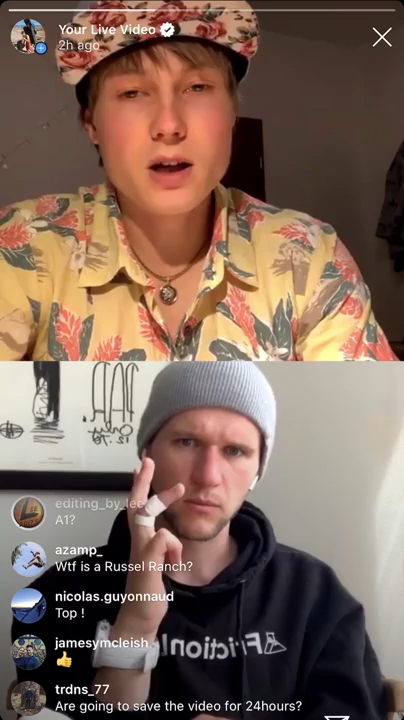 Your Live Video
2h ago
editing_by_lee
A1?
azamp_
Wtf is a Russel Ranch?
nicolas.guyonnaud
Top !
jamesymcleish
👍
trdns_77
Are going to save the video for 24hours?